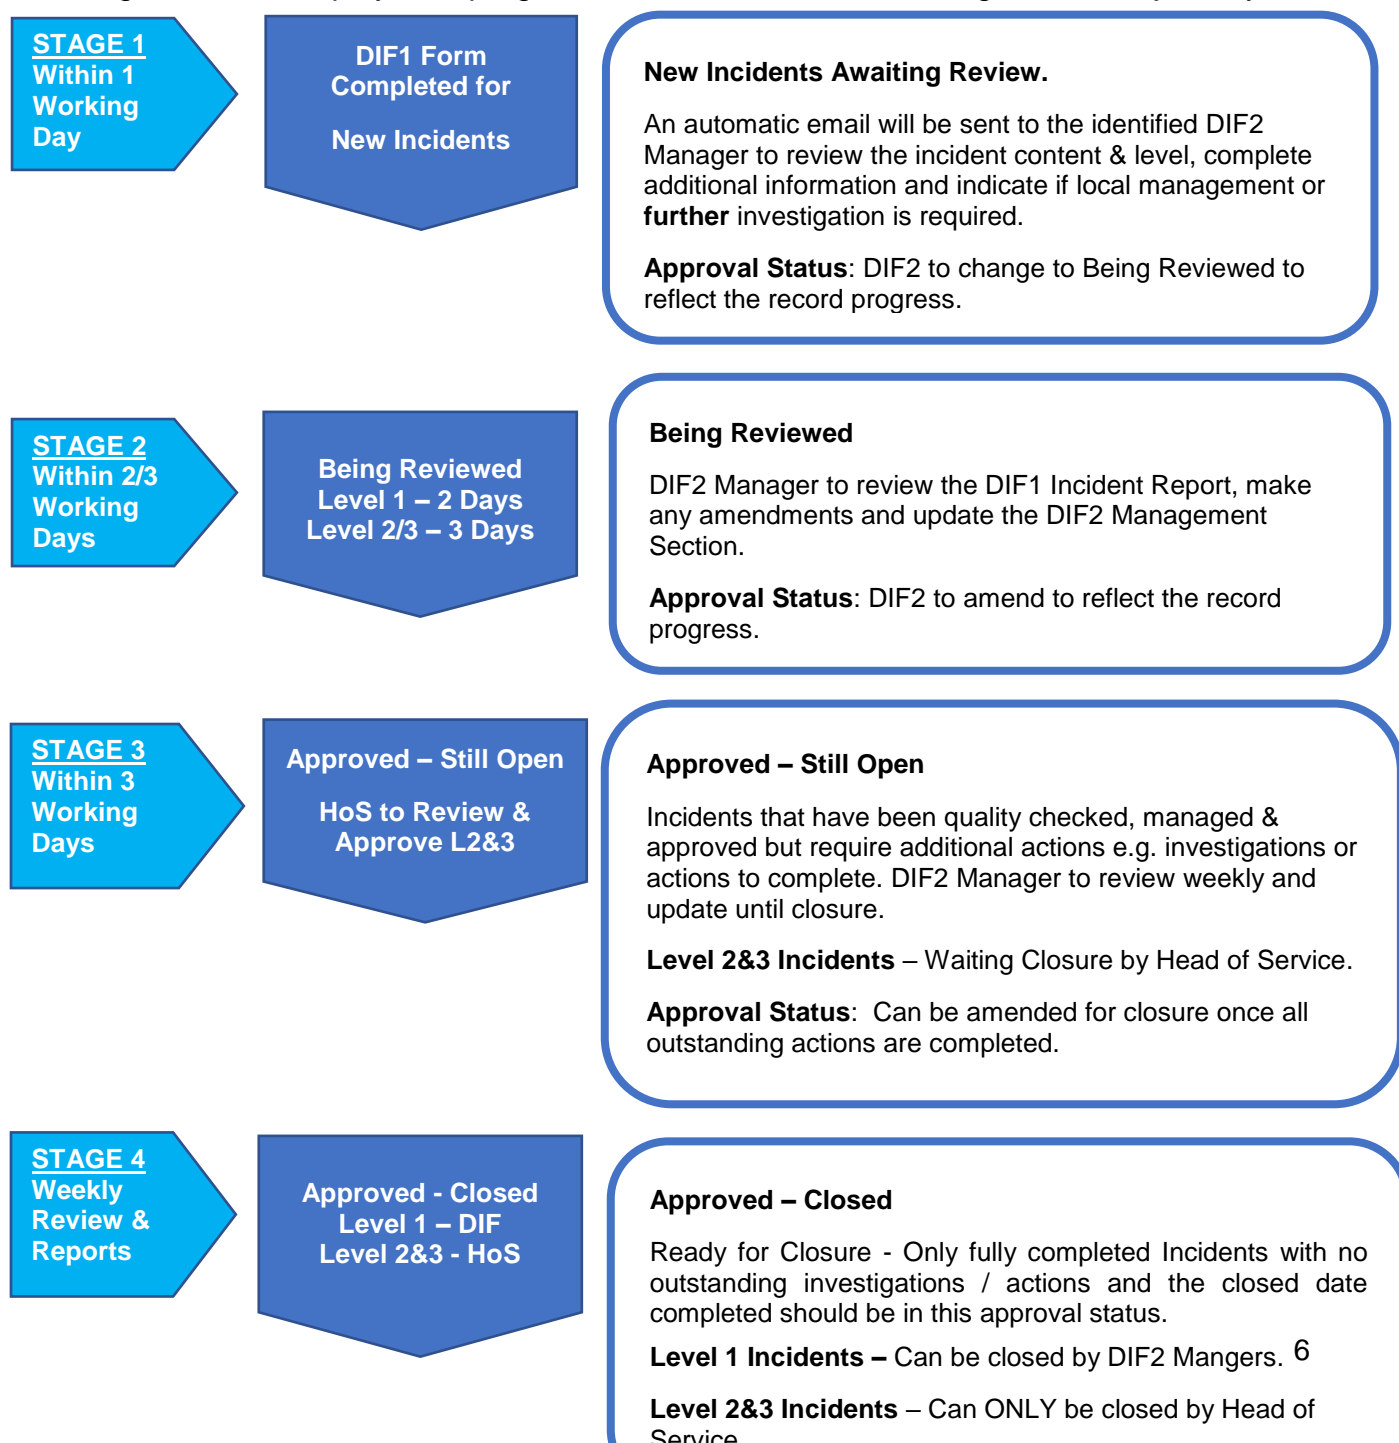 STAGE 1
Within 1
Working
Day
DIF1 Form
Completed for
New Incidents
New Incidents Awaiting Review.
An automatic email will be sent to the identified DIF2
Manager to review the incident content & level, complete
additional information and indicate if local management or
further investigation is required.
Approval Status: DIF2 to change to Being Reviewed to
reflect the record progress.
STAGE 2
Within 2/3
Working
Days
Being Reviewed
Level 1 – 2 Days
Level 2/3 – 3 Days
Being Reviewed
DIF2 Manager to review the DIF1 Incident Report, make
any amendments and update the DIF2 Management
Section.
Approval Status: DIF2 to amend to reflect the record
progress.
STAGE 3
Within 3
Working
Days
Approved – Still Open
HoS to Review &
Approve L2&3
Approved – Still Open
Incidents that have been quality checked, managed &
approved but require additional actions e.g. investigations or
actions to complete. DIF2 Manager to review weekly and
update until closure.
Level 2&3 Incidents – Waiting Closure by Head of Service.
Approval Status:  Can be amended for closure once all
outstanding actions are completed.
STAGE 4
Weekly
Review &
Reports
Approved - Closed
Level 1 – DIF
Level 2&3 - HoS
Approved – Closed
Ready for Closure - Only fully completed Incidents with no
outstanding investigations / actions and the closed date
completed should be in this approval status.
Level 1 Incidents – Can be closed by DIF2 Mangers.
6
Level 2&3 Incidents – Can ONLY be closed by Head of
Service